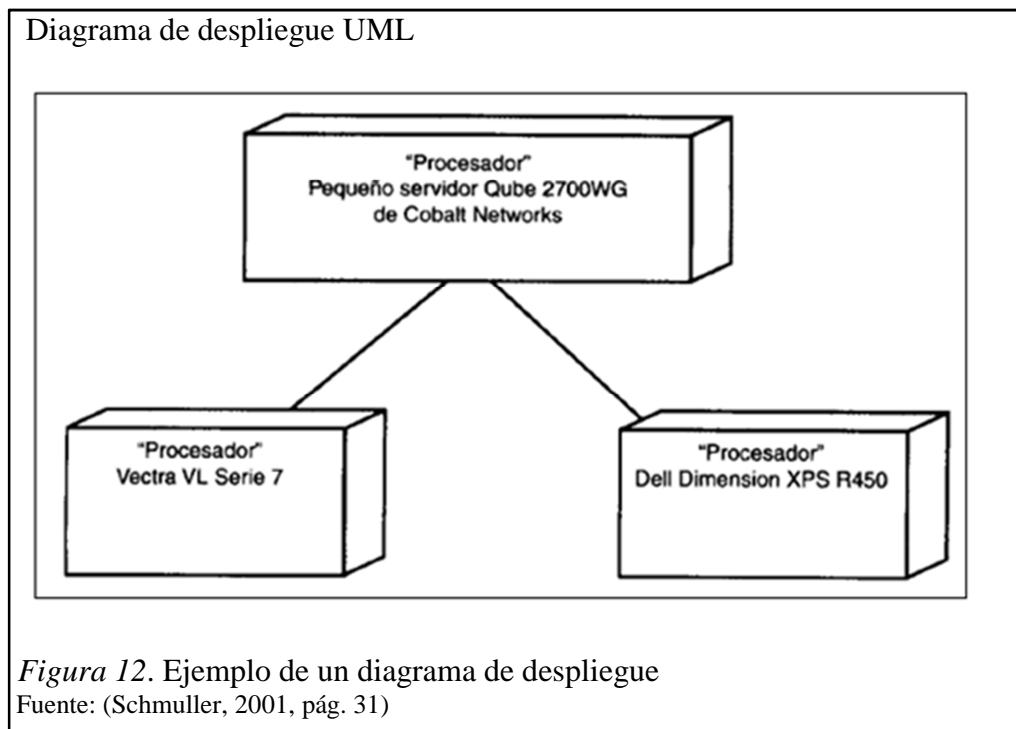 Diagrama de despliegue UML
"Procesador"
Pequeño servidor Qube 2700WG
de Cobalt Networks
"Procesador"
Vectra VL Serie 7
"Procesador"
Dell Dimension XPS R450
Figura 12. Ejemplo de un diagrama de despliegue
Fuente: (Schmuller, 2001, pág. 31)